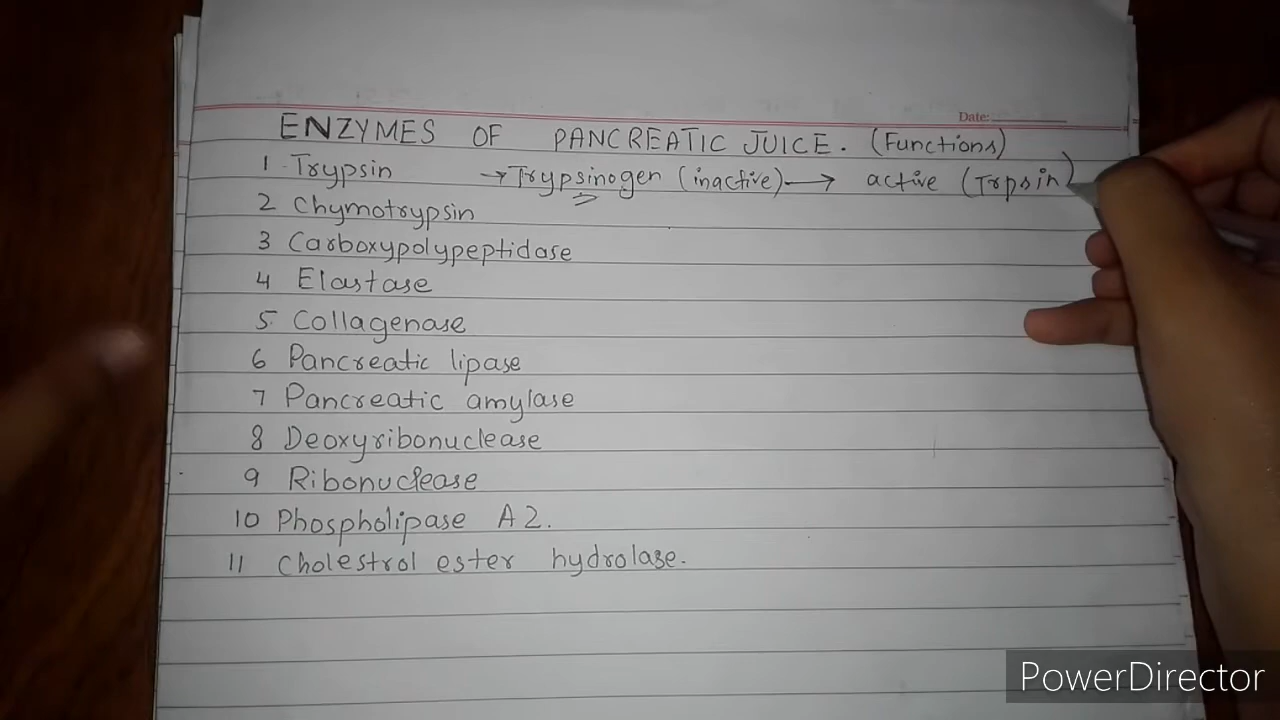 Date:
ENZYMES OF PANCREATIC JUICE. (Functions)
1 Trypsin → Trypsinogen (inactive) → active (Trpsin)
2 Chymotrypsin
3 Carboxypolypeptidase
4 Elastase
5. Collagenase
6 Pancreatic lipase
7 Pancreatic amylase
8 Deoxyribonuclease
9 Ribonuclease
10 Phospholipase A2.
11 Cholestrol ester hydrolase.
PowerDirector